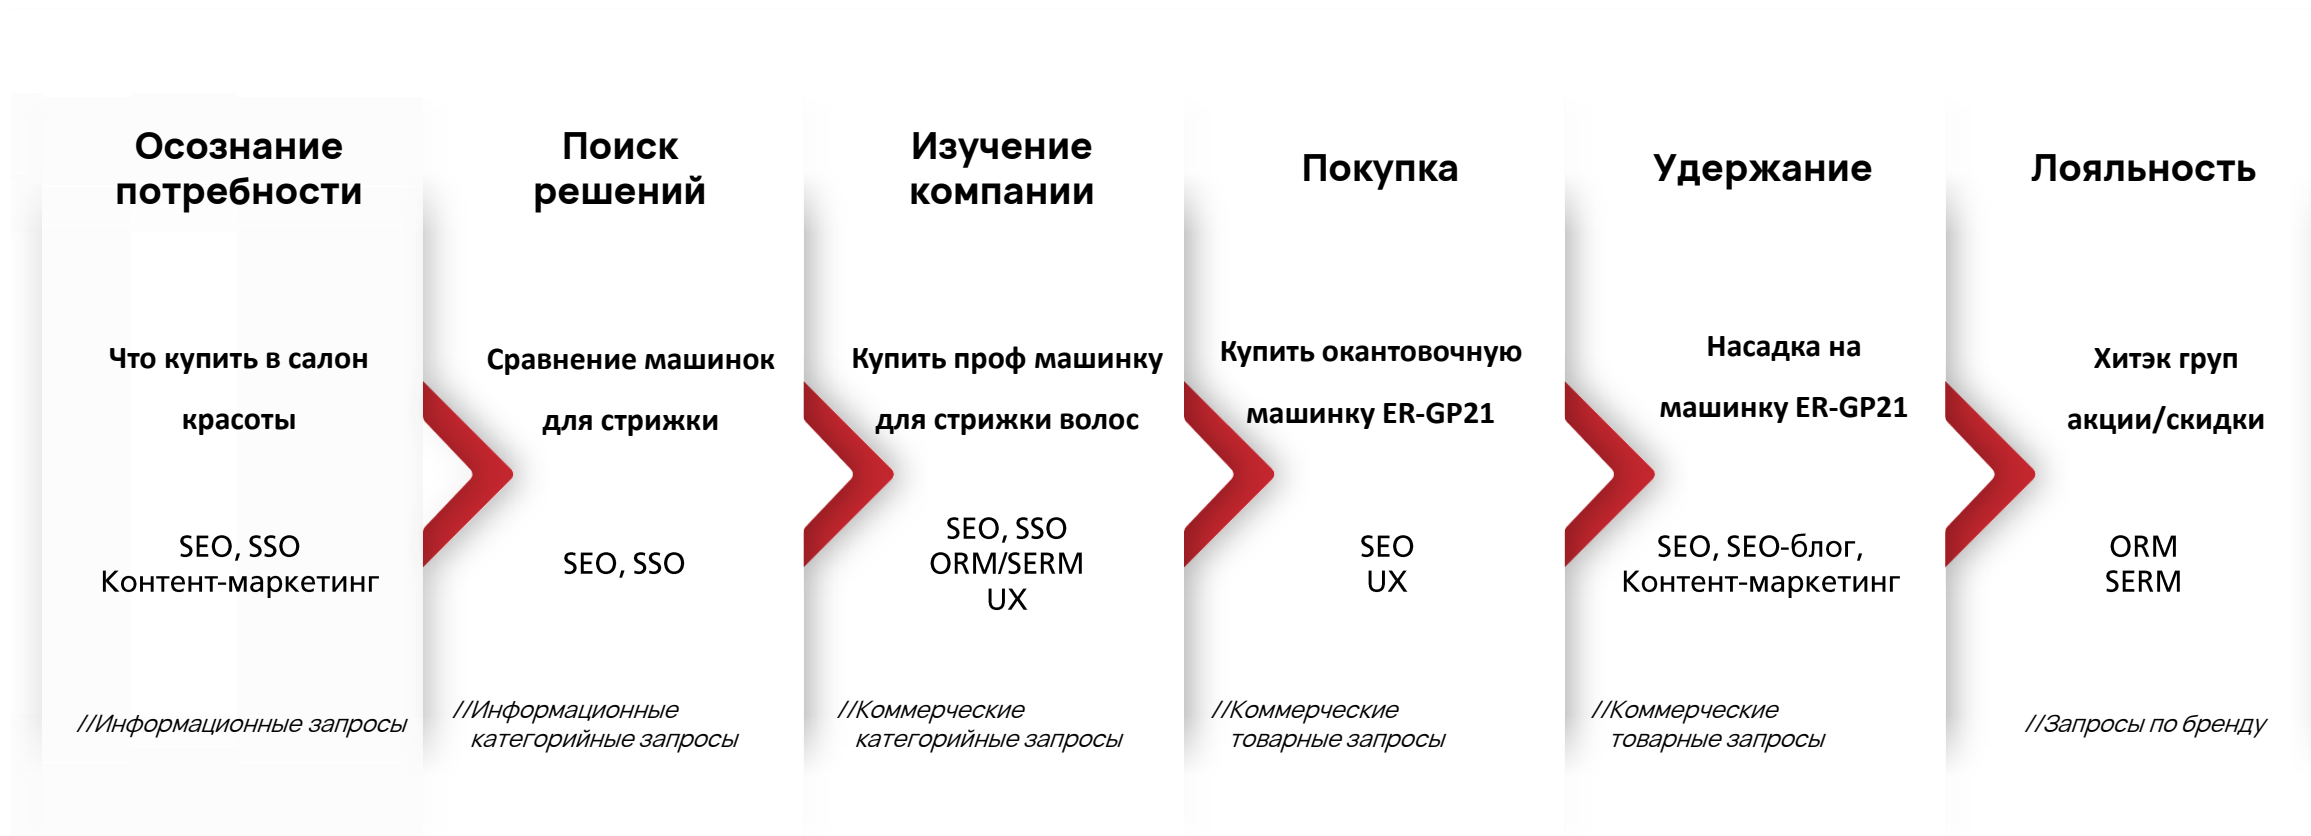 Осознание
потребности
Поиск
решений
Изучение
компании
Покупка
Удержание
Лояльность
Что купить в салон
красоты
Сравнение машинок
для стрижки
Купить проф машинку
для стрижки волос
Купить окантовочную
машинку ER-GP21
Насадка на
машинку ER-GP21
Хитэк груп
акции/скидки
SEO, SSO
Контент-маркетинг
SEO, SSO
SEO, SSO
ORM/SERM
UX
SEO
UX
SEO, SEO-блог,
Контент-маркетинг
ORM
SERM
//Информационные запросы
//Информационные
категорийные запросы
//Коммерческие
категорийные запросы
//Коммерческие
товарные запросы
//Коммерческие
товарные запросы
//Запросы по бренду